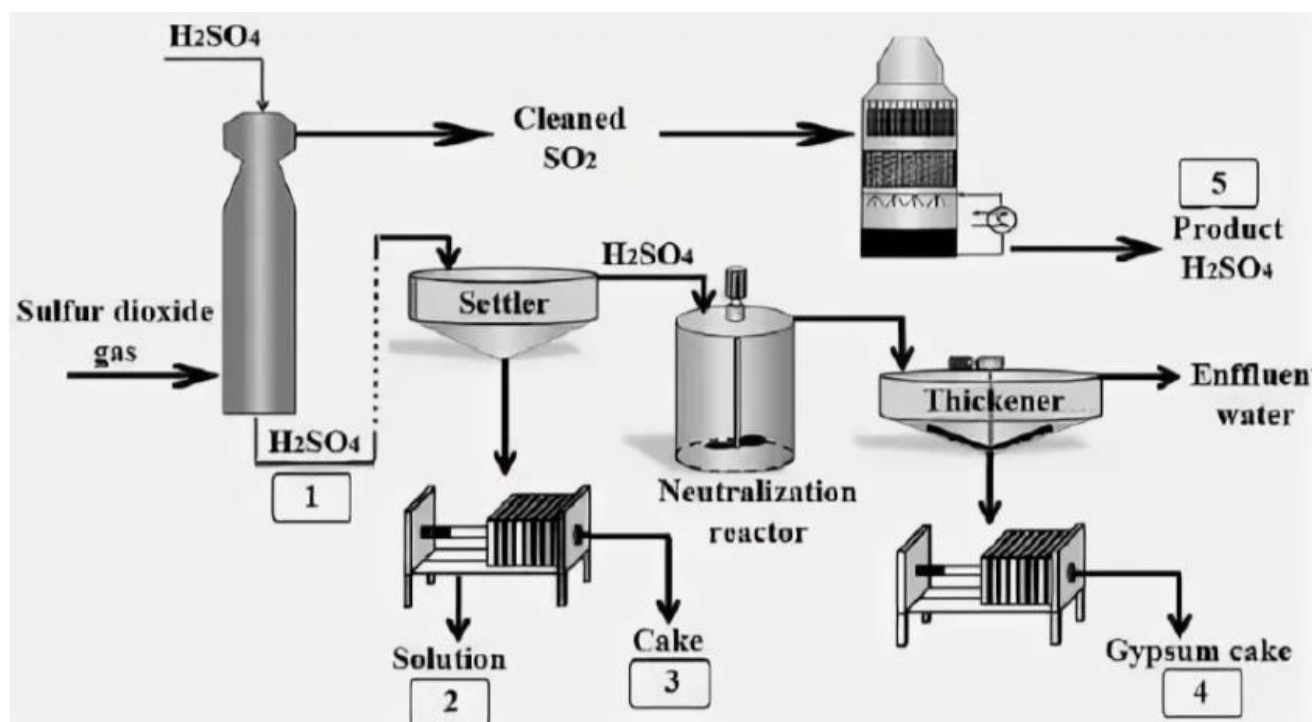 H2SO4
Cleaned
SO2
5
Product
H2SO4
H2SO4
Settler
Sulfur dioxide
gas
Thickener
Enffluent
water
H2SO4
1
Neutralization
reactor
Solution
2
Cake
3
Gypsum cake
4